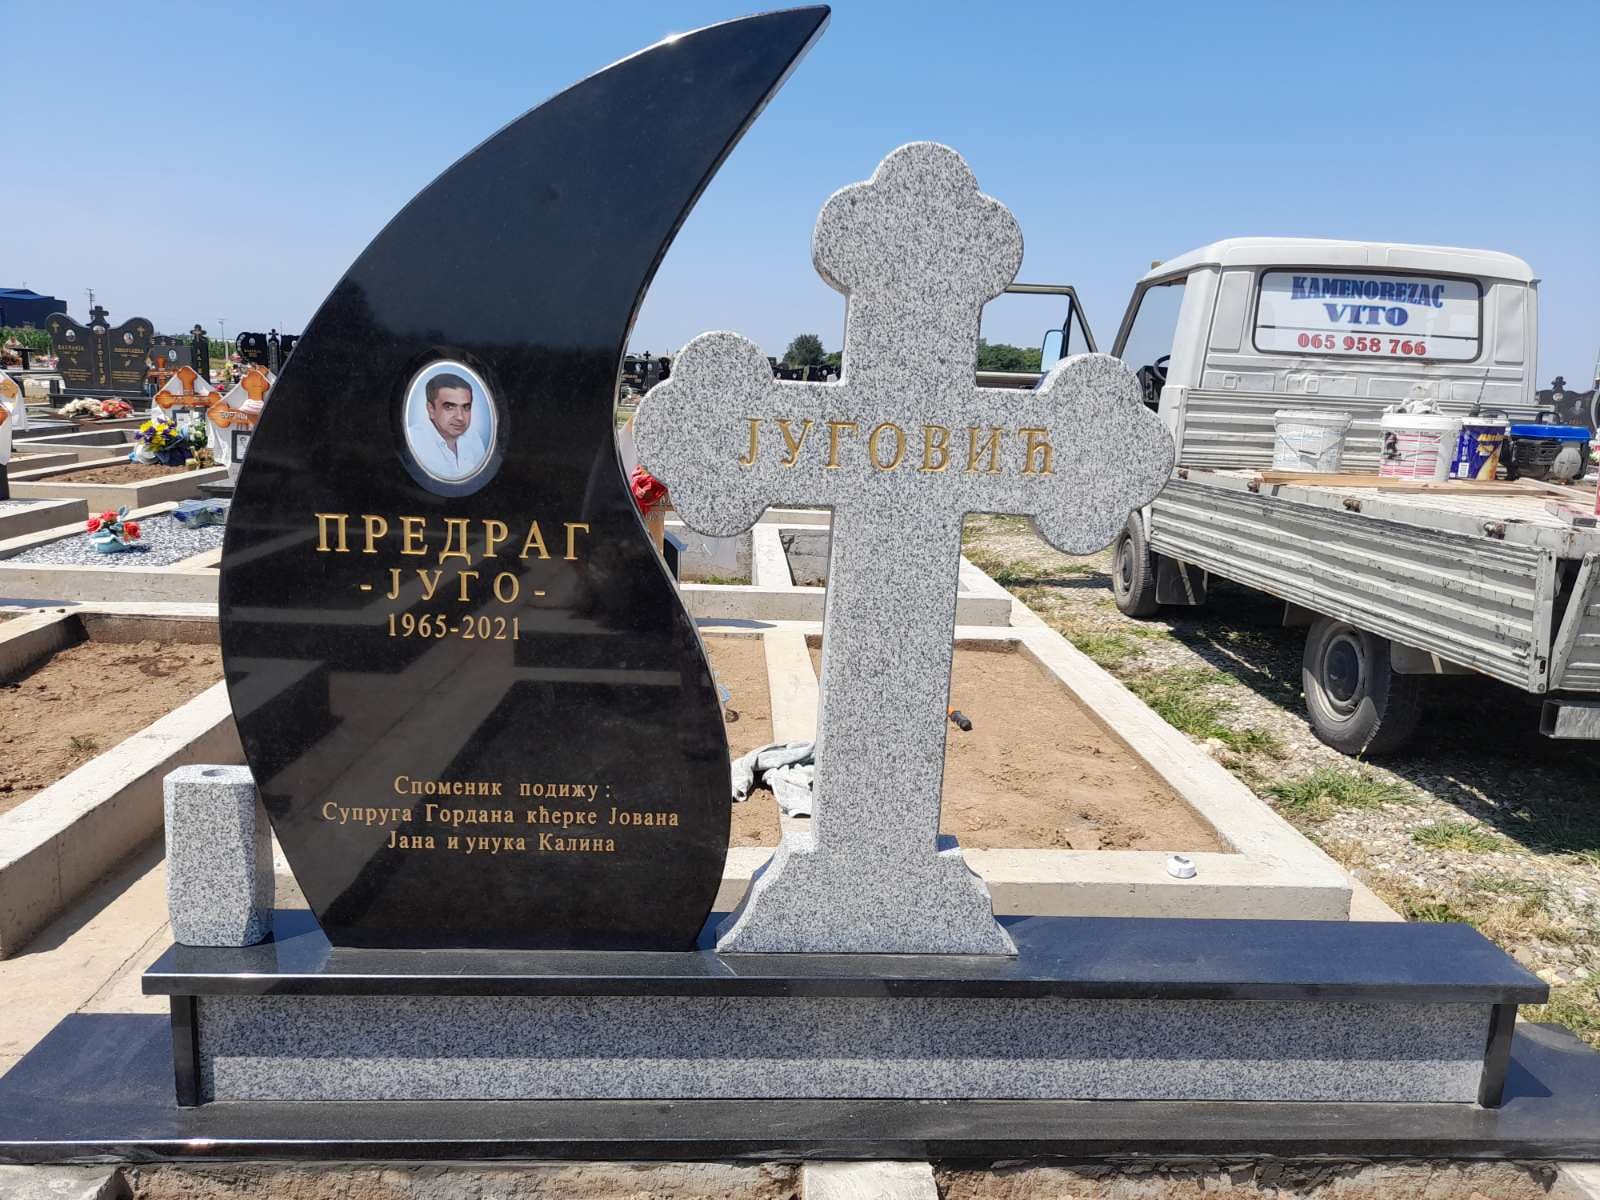 ПРЕДРАГ
-ЈУГО-
1965-2021
Споменик подижу:
Супруга Гордана кћерке Јована
Јана и унука Калина
ЈУГОВИЋ
KAMENOREZAC
VITO
065 958 766